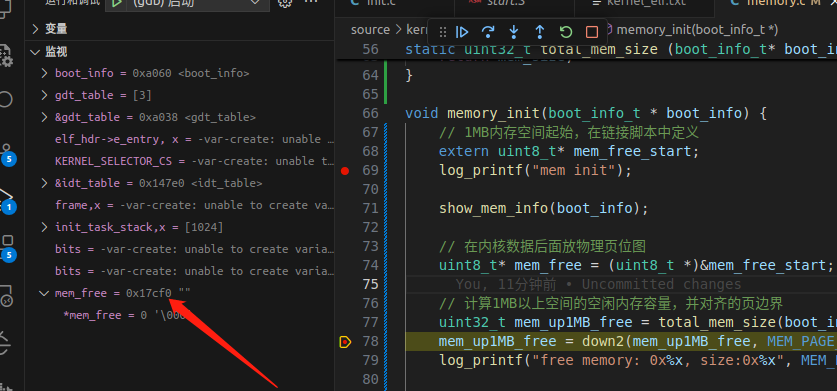 运行和调试
(gdb) 启动
变量
监视
boot_info = 0xa060 <boot_info>
gdt_table = [3]
&gdt_table = 0xa038 <gdt_table>
elf_hdr->e_entry, x = -var-create: unable …
KERNEL_SELECTOR_CS = -var-create: unable t…
&idt_table = 0x147e0 <idt_table>
frame,x = -var-create: unable to create va…
init_task_stack,x = [1024]
bits = -var-create: unable to create varia…
bits = -var-create: unable to create varia…
mem_free = 0x17cf0 ""
*mem_free = 0 '\000
5
1
5
init.c
start.S
kernel_elf.txt
memory.c M
source
memory_init(boot_info_t *)
56 static uint32_t total_mem_size (boot_info_t* boot_in
64 }
65
66 void memory_init(boot_info_t * boot_info) {
67 // 1MB内存空间起始，在链接脚本中定义
68 extern uint8_t* mem_free_start;
69 log_printf("mem init");
70
71 show_mem_info(boot_info);
72
73 // 在内核数据后面放物理页位图
74 uint8_t* mem_free = (uint8_t *)&mem_free_start;
75 You, 11分钟前 • Uncommitted changes
76 // 计算1MB以上空间的空闲内存容量，并对齐的页边界
77 uint32_t mem_up1MB_free = total_mem_size(boot_in
78 mem_up1MB_free = down2(mem_up1MB_free, MEM_PAGE_
79 log_printf("free memory: 0x%x, size:0x%x", MEM_E
80